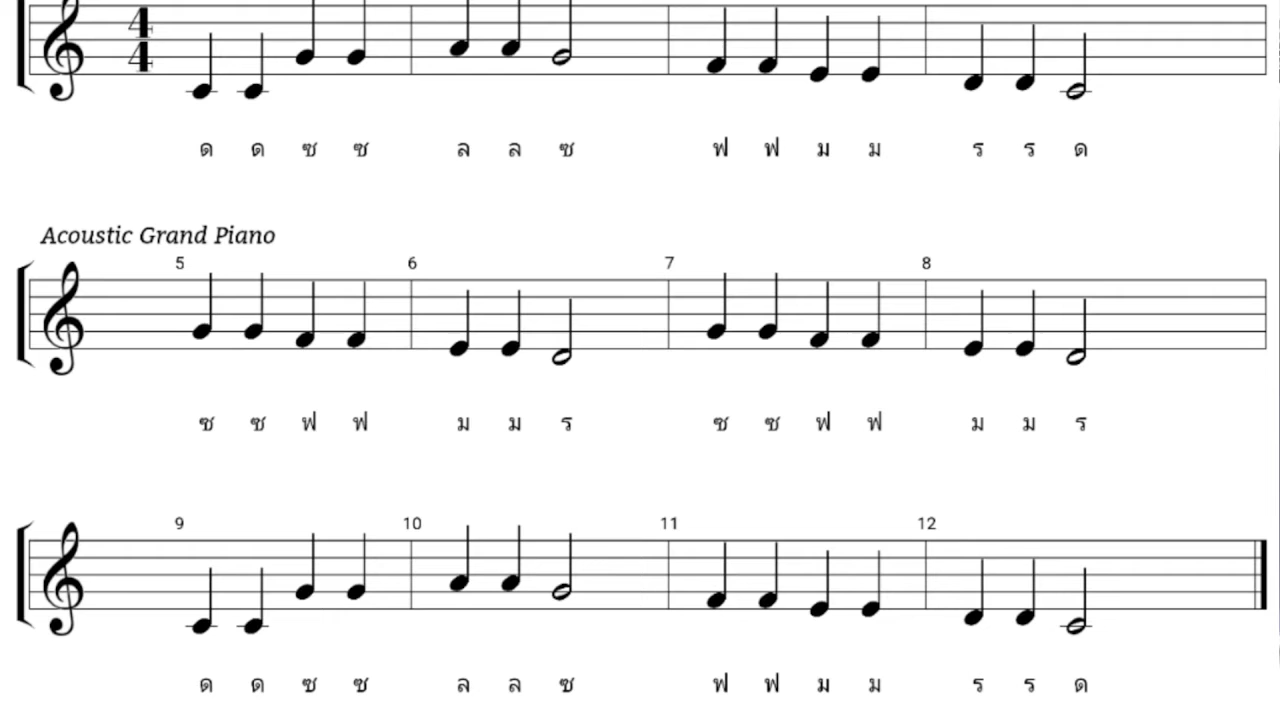 4
4
ด ด ซ ซ ล ล ซ ฟ ฟ ม ม ร ร ด
Acoustic Grand Piano
5 6 7 8
ซ ซ ฟ ฟ ม ม ร ซ ซ ฟ ฟ ม ม ร
9 10 11 12
ด ด ซ ซ ล ล ซ ฟ ฟ ม ม ร ร ด